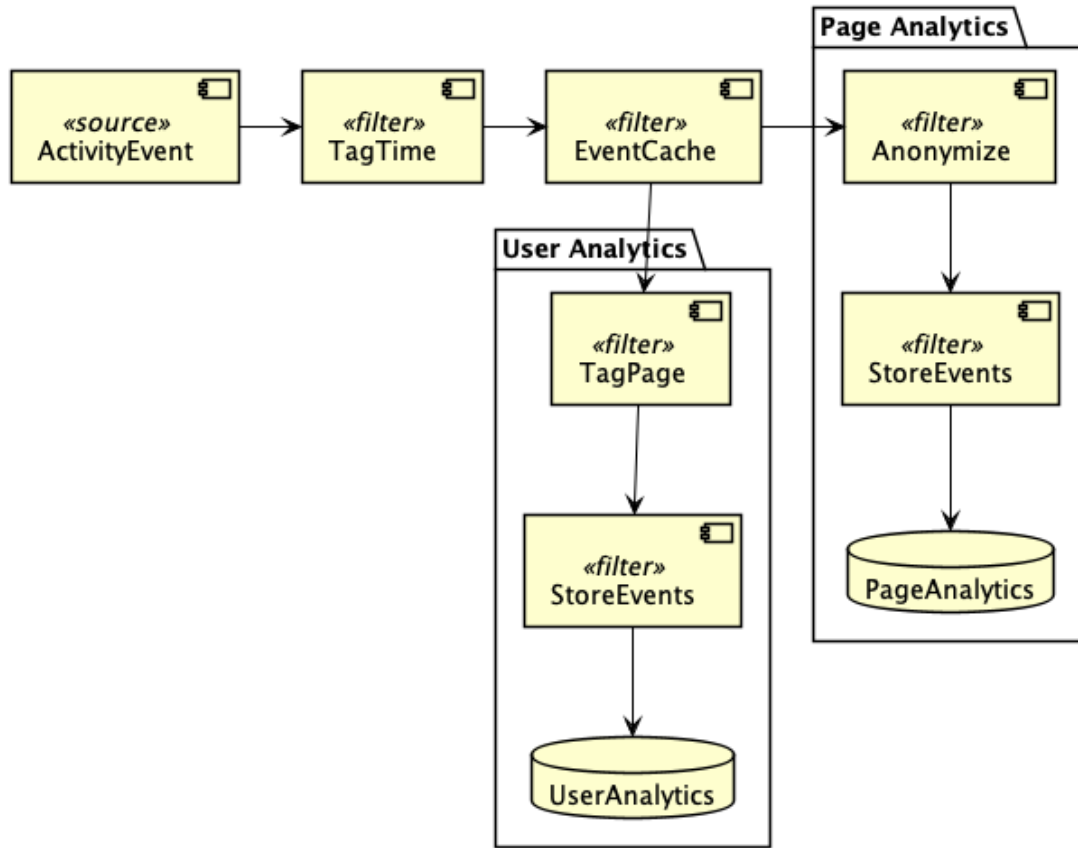 Page Analytics
«source»
ActivityEvent
«filter»
TagTime
«filter»
EventCache
«filter»
Anonymize
User Analytics
«filter»
TagPage
«filter»
StoreEvents
«filter»
StoreEvents
PageAnalytics
UserAnalytics